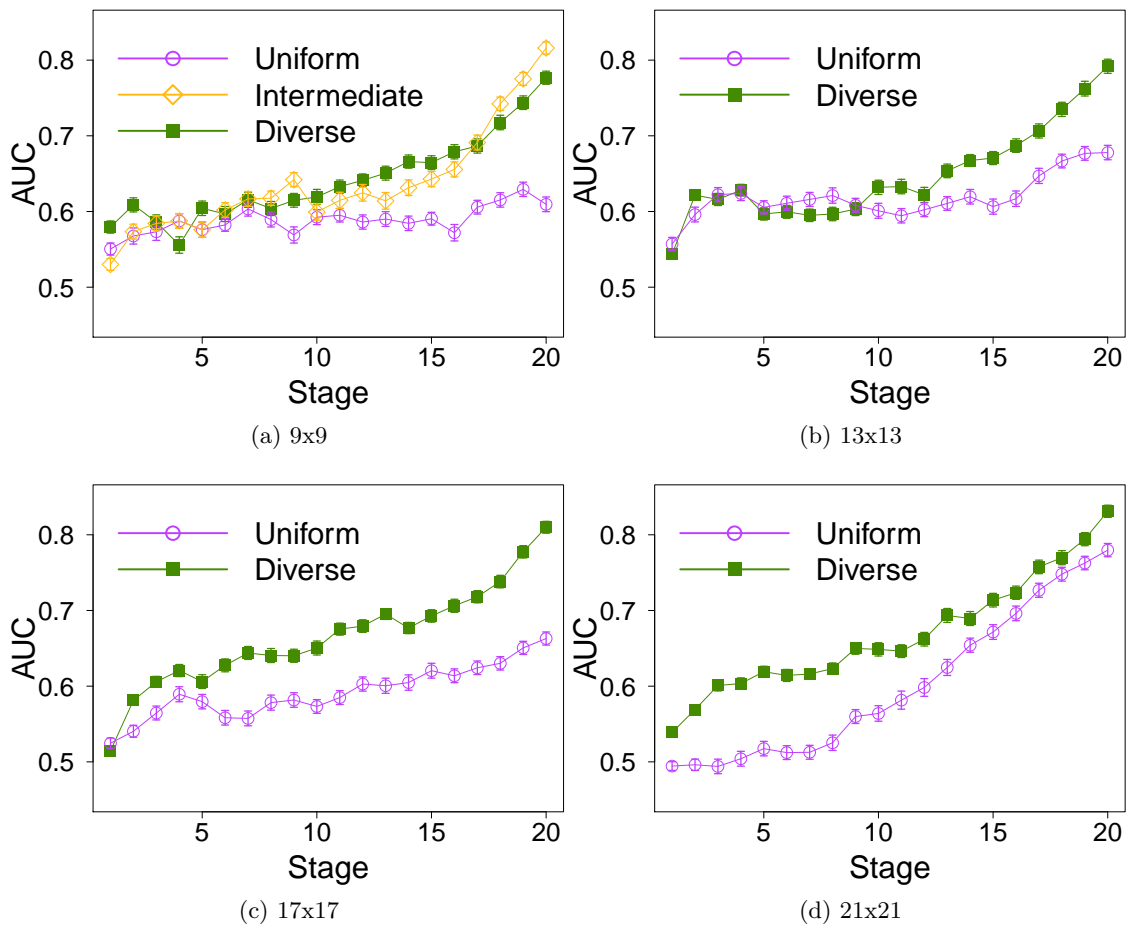 AUC
0.8
0.7
0.6
0.5
Uniform
Intermediate
Diverse
5 10 15 20
Stage
(a) 9x9
AUC
0.8
0.7
0.6
0.5
Uniform
Diverse
5 10 15 20
Stage
(b) 13x13
AUC
0.8
0.7
0.6
0.5
Uniform
Diverse
5 10 15 20
Stage
(c) 17x17
AUC
0.8
0.7
0.6
0.5
Uniform
Diverse
5 10 15 20
Stage
(d) 21x21